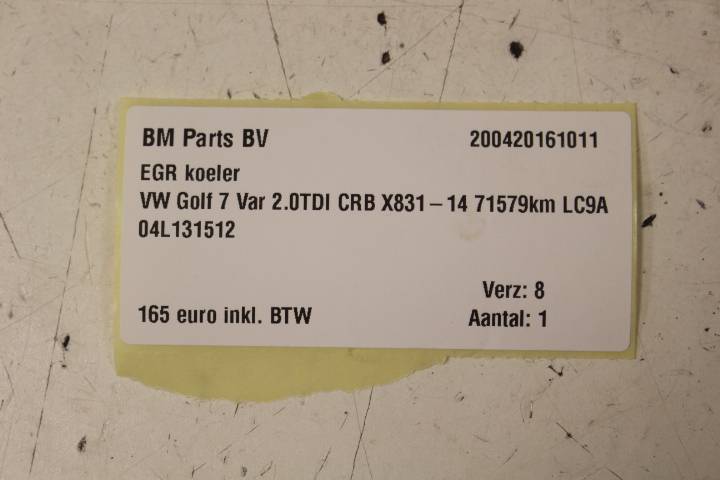 BM Parts BV 200420161011
EGR koeler
VW Golf 7 Var 2.0TDI CRB X831 – 14 71579km LC9A
04L131512
Verz: 8
165 euro inkl. BTW Aantal: 1